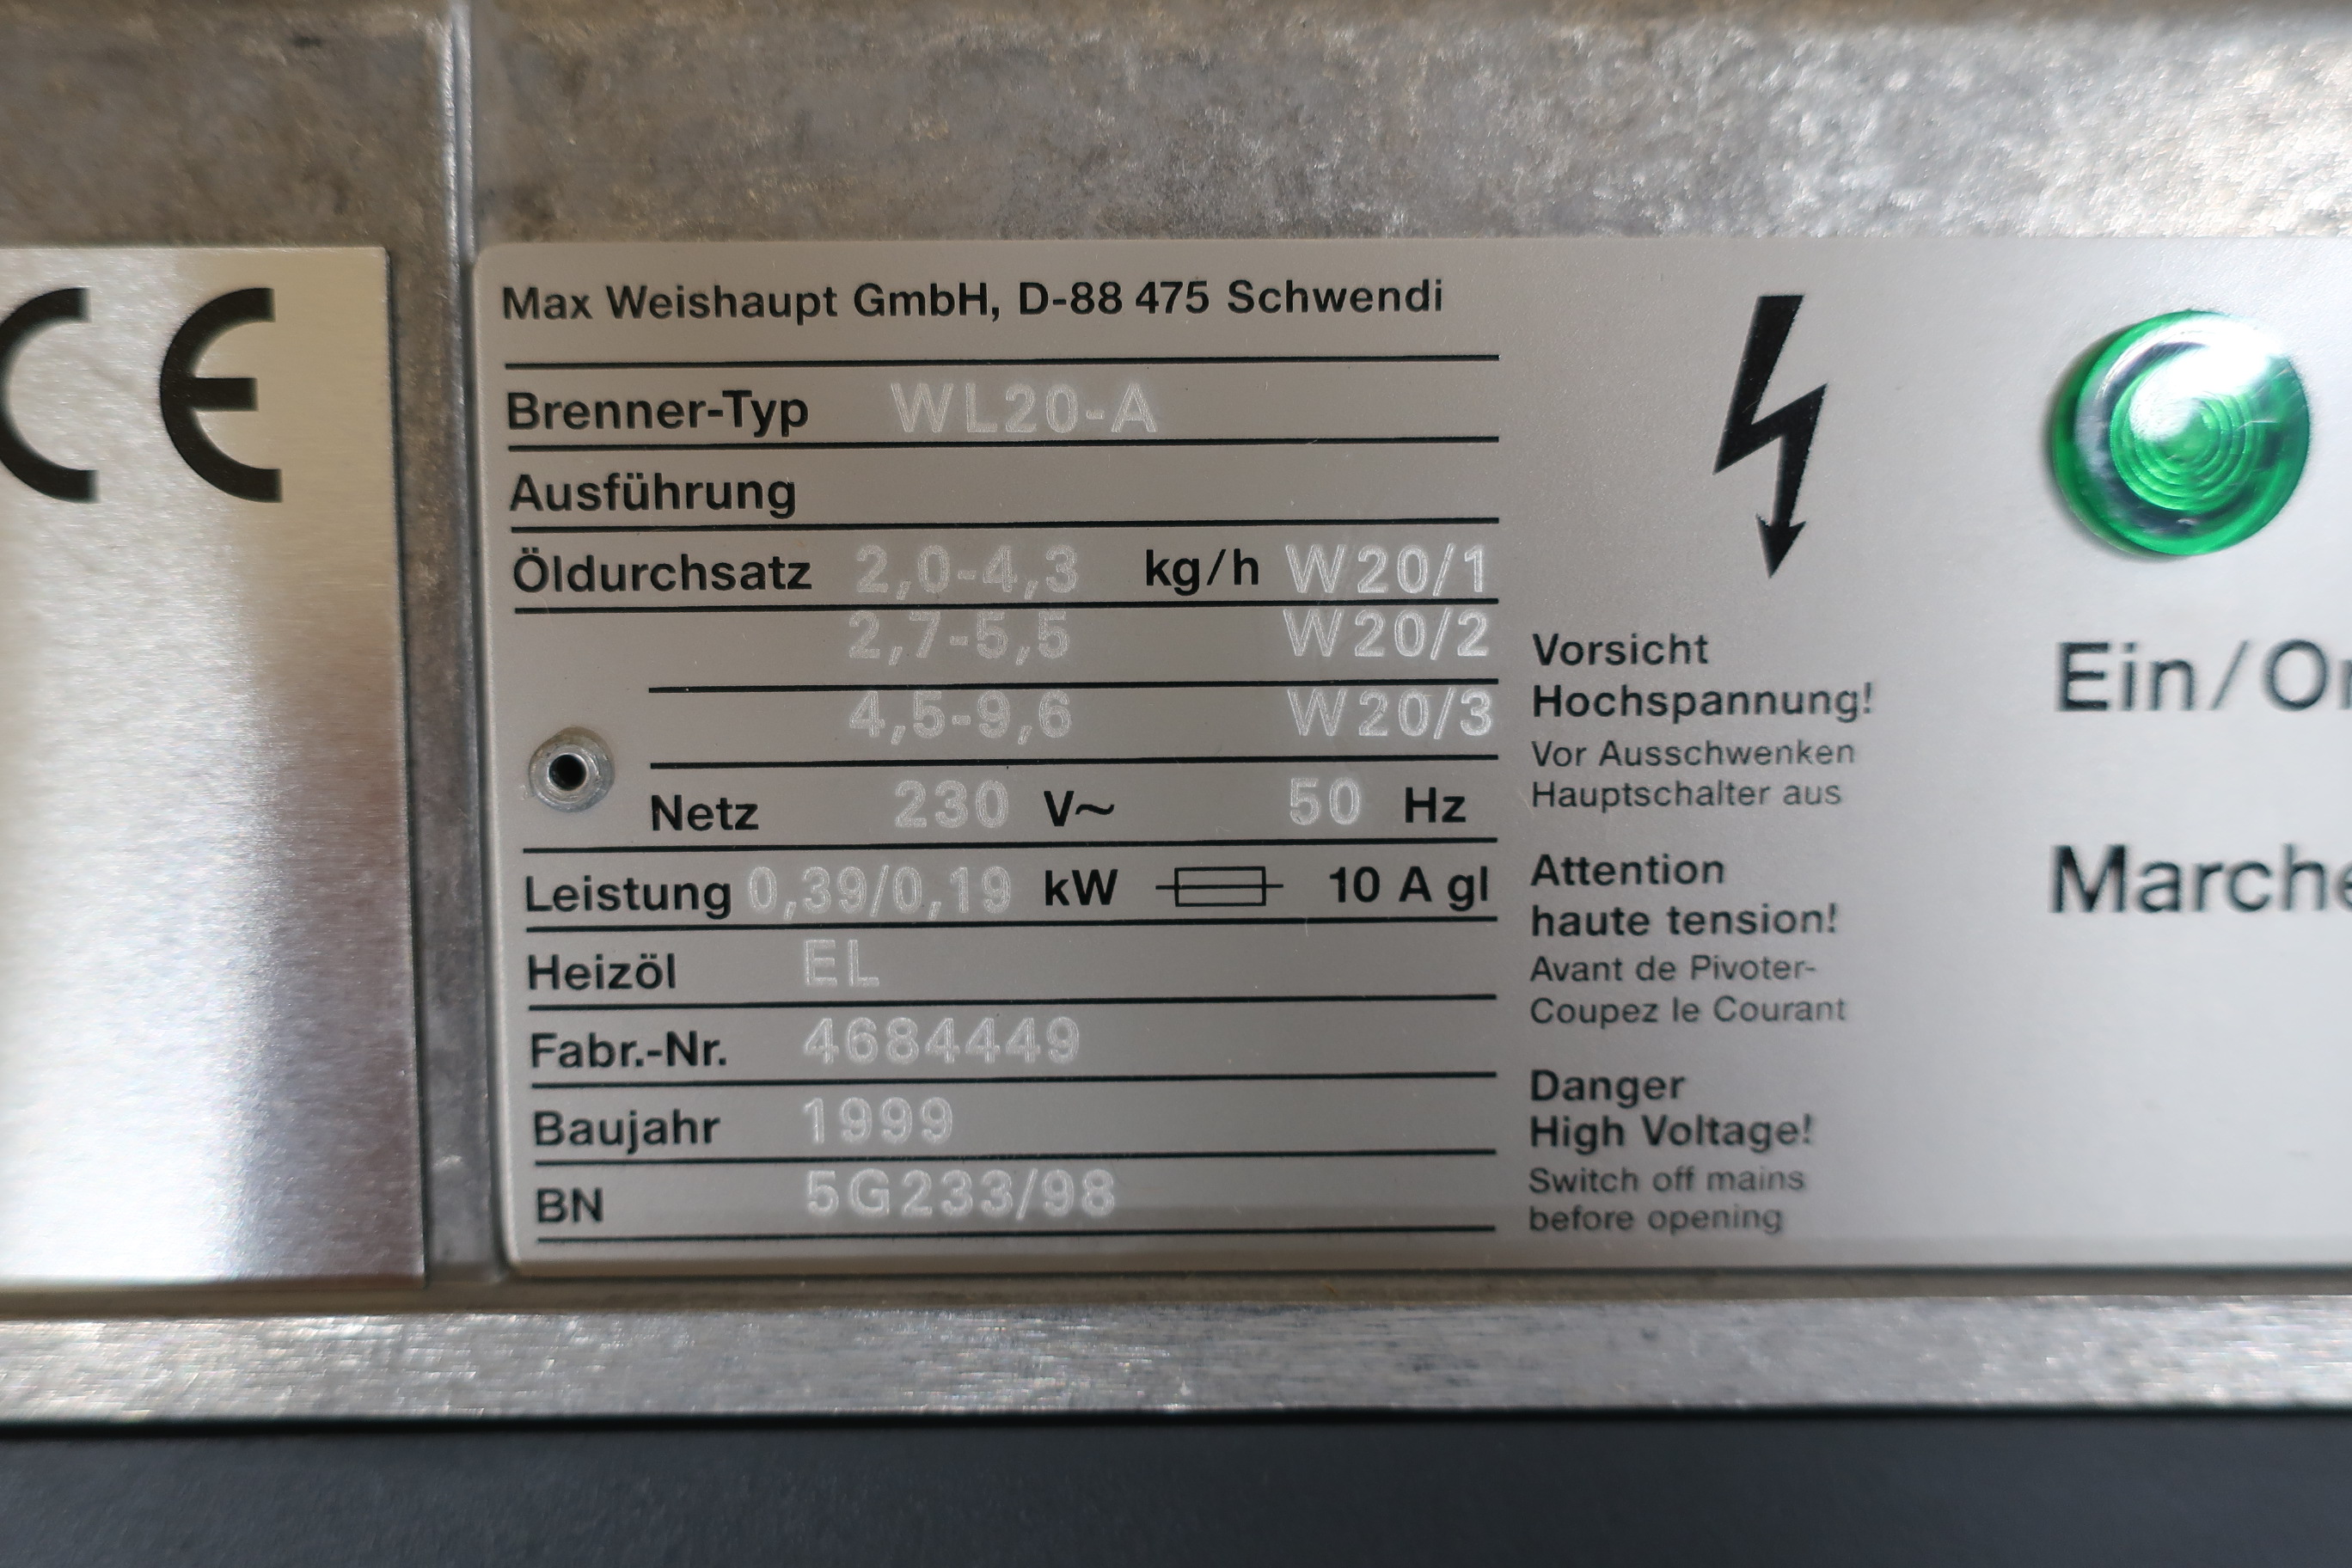 CE
Max Weishaupt GmbH, D-88 475 Schwendi
Brenner-Typ WL20-A
Ausführung
Öldurchsatz 2,0-4,3 kg/h W20/1
2,7-5,5 W20/2
4,5-9,6 W20/3
Netz 230 V~ 50 Hz
Leistung 0,39/0,19 kW 10 A gl
Heizöl EL
Fabr.-Nr. 4684449
Baujahr 1999
BN 5G233/98
Vorsicht
Hochspannung!
Vor Ausschwenken
Hauptschalter aus
Attention
haute tension!
Avant de Pivoter-
Coupez le Courant
Danger
High Voltage!
Switch off mains
before opening
Ein/On
Marche